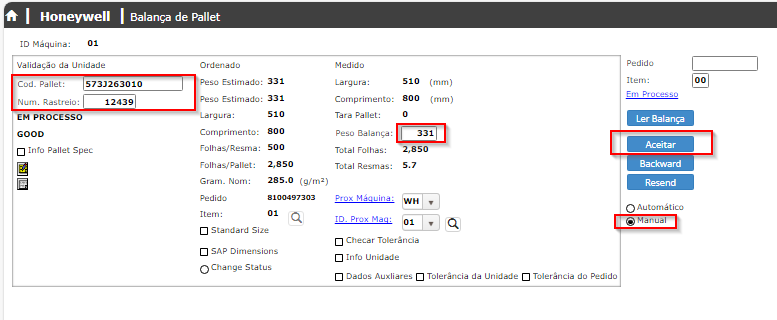 Honeywell Balança de Pallet
ID Máquina: 01
Validação da Unidade
Cod. Pallet: 5733263010
Num. Rastreio: 12439
EM PROCESSO
GOOD
Info Pallet Spec
Ordenado
Peso Estimado: 331
Peso Estimado: 331
Largura: 510
Comprimento: 800
Folhas/Resma: 500
Folhas/Pallet: 2,850
Gram. Nom: 285.0 (g/m²)
Pedido 8100497303
Item: 01
Standard Size
SAP Dimensions
Change Status
Medido
Largura: 510 (mm)
Comprimento: 800 (mm)
Tara Pallet: 0
Peso Balança: 331
Total Folhas: 2,850
Total Resmas: 5.7
Prox Máquina: WH
ID. Prox Maq: 01
Checar Tolerância
Info Unidade
Dados Auxliares Tolerância da Unidade Tolerância do Pedido
Pedido
Item: 00
Em Processo
Ler Balança
Aceitar
Backward
Resend
Automático
Manual